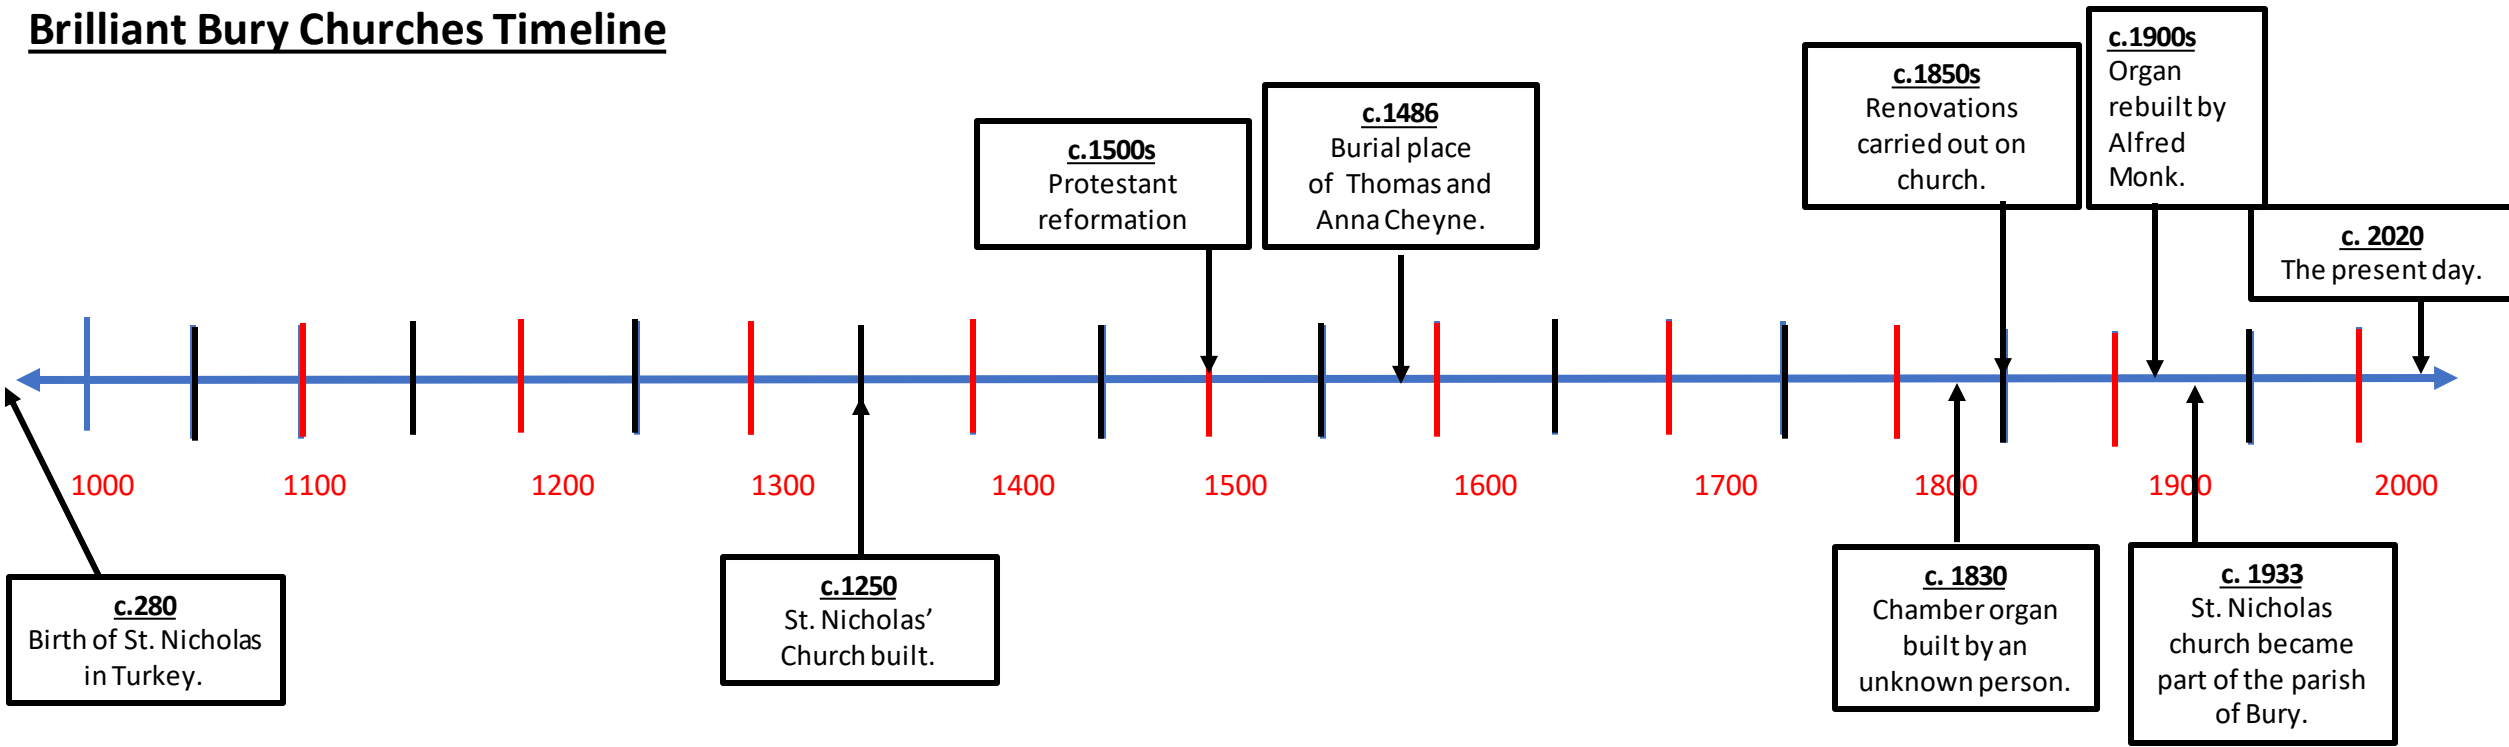 Brilliant Bury Churches Timeline
c.1500s
Protestant
reformation
c.1486
Burial place
of Thomas and
Anna Cheyne.
c.1850s
Renovations
carried out on
church.
c.1900s
Organ
rebuilt by
Alfred
Monk.
c. 2020
The present day.
1000
1100
1200
1300
1400
1500
1600
1700
1800
1900
2000
c.280
Birth of St. Nicholas
in Turkey.
c.1250
St. Nicholas’
Church built.
c. 1830
Chamber organ
built by an
unknown person.
c. 1933
St. Nicholas
church became
part of the parish
of Bury.